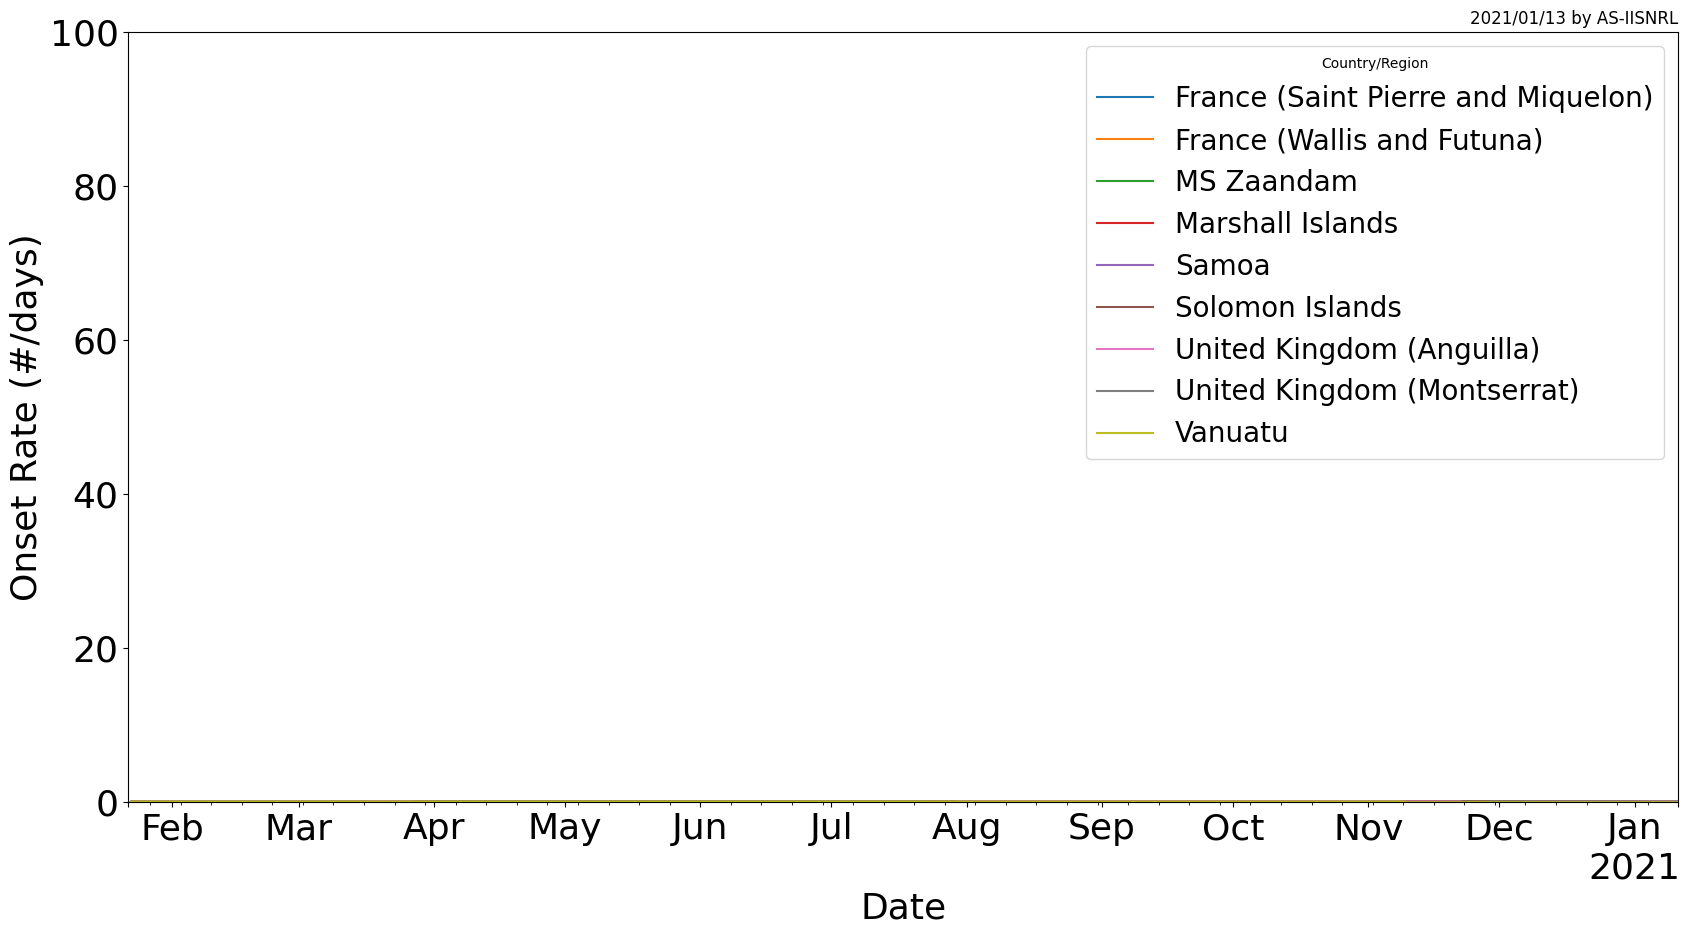 2021/01/13 by AS-IISNRL
100
80
60
40
20
0
Onset Rate (#/days)
Country/Region
France (Saint Pierre and Miquelon)
France (Wallis and Futuna)
MS Zaandam
Marshall Islands
Samoa
Solomon Islands
United Kingdom (Anguilla)
United Kingdom (Montserrat)
Vanuatu
Feb Mar Apr May Jun Jul Aug Sep Oct Nov Dec Jan
2021
Date